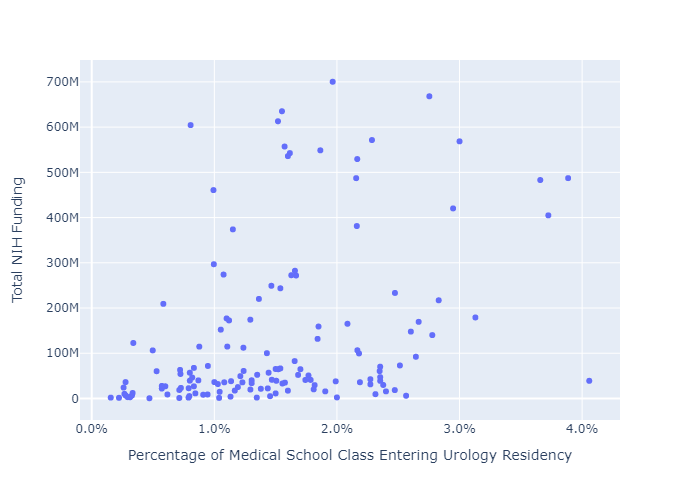 700M
600M
500M
400M
300M
200M
100M
0
0.0% 1.0% 2.0% 3.0% 4.0%
Percentage of Medical School Class Entering Urology Residency
Total NIH Funding